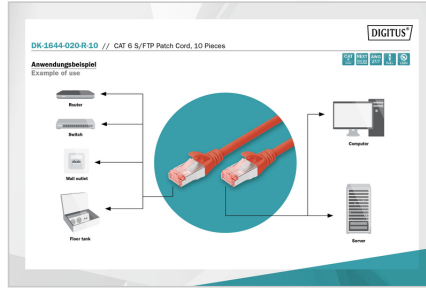 DIGITUS®
DK-1644-020-R-10 // CAT 6 S/FTP Patch Cord, 10 Pieces
Anwendungsbeispiel
Example of use
Router
Switch
Wall outlet
Floor tank
Computer
Server